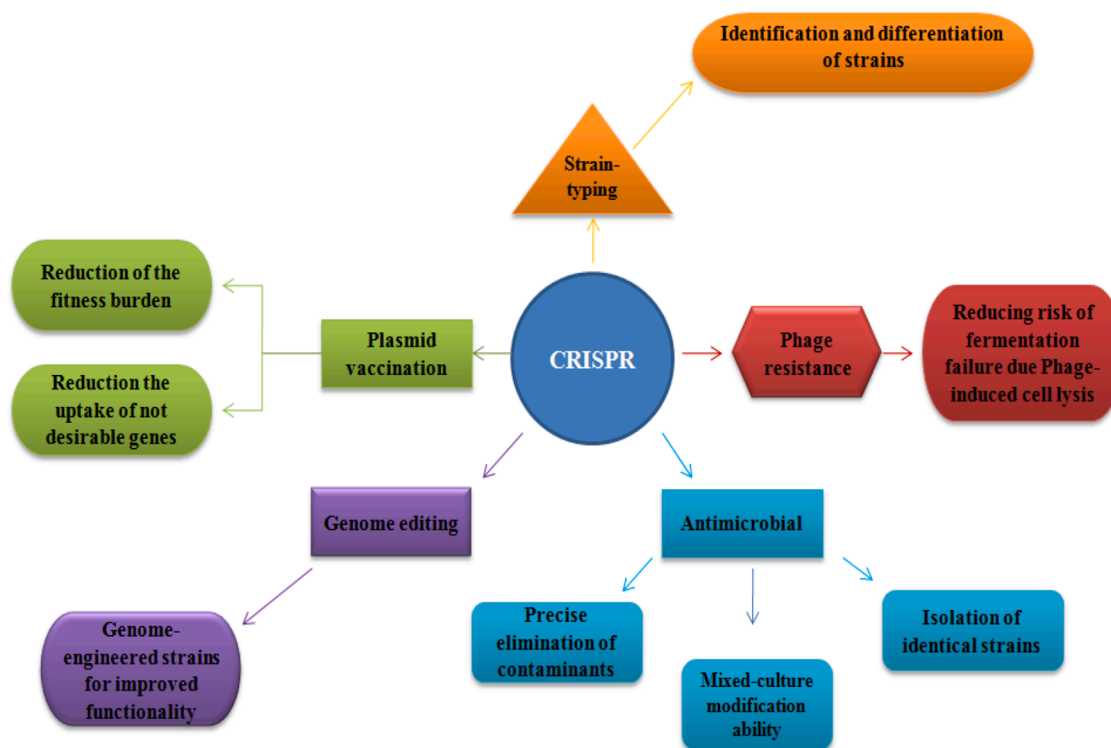 Identification and differentiation
of strains
Strain-
typing
Reduction of the
fitness burden
Plasmid
vaccination
CRISPR
Phage
resistance
Reducing risk of
fermentation
failure due Phage-
induced cell lysis
Reduction the
uptake of not
desirable genes
Genome editing
Antimicrobial
Genome-
engineered strains
for improved
functionality
Precise
elimination of
contaminants
Mixed-culture
modification
ability
Isolation of
identical strains